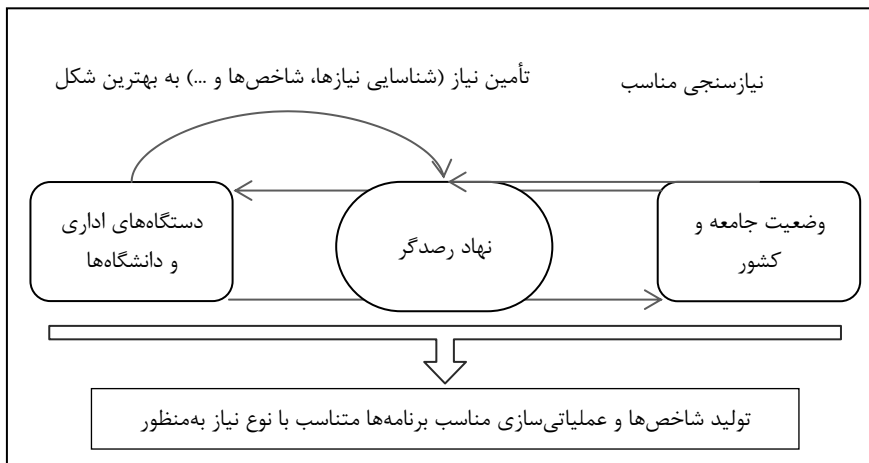 نیازسنجی مناسب
تأمین نیاز (شناسایی نیازها، شاخص‌ها و ...) به بهترین شکل
وضعیت جامعه و
کشور
نهاد رصدگر
دستگاه‌های اداری
و دانشگاه‌ها
تولید شاخص‌ها و عملیاتی‌سازی مناسب برنامه‌ها متناسب با نوع نیاز به‌منظور